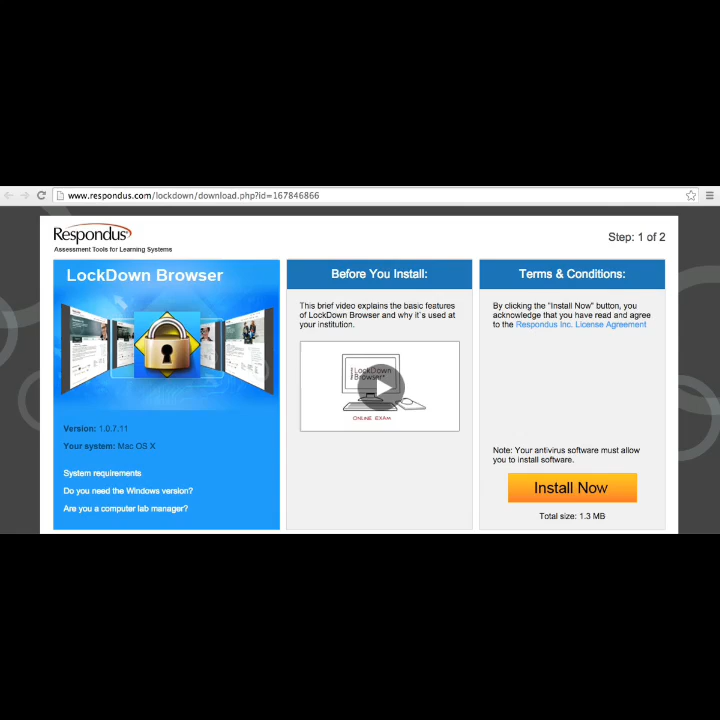 www.respondus.com/lockdown/download.php?id=167846866
Respondus®
Assessment Tools for Learning Systems
Step: 1 of 2
LockDown Browser
Version: 1.0.7.11
Your system: Mac OS X
System requirements
Do you need the Windows version?
Are you a computer lab manager?
Before You Install:
This brief video explains the basic features
of LockDown Browser and why it`s used at
your institution.
LockDown
Browser
ONLINE EXAM
Terms & Conditions:
By clicking the "Install Now" button, you
acknowledge that you have read and agree
to the Respondus Inc. License Agreement
Note: Your antivirus software must allow
you to install software.
Install Now
Total size: 1.3 MB